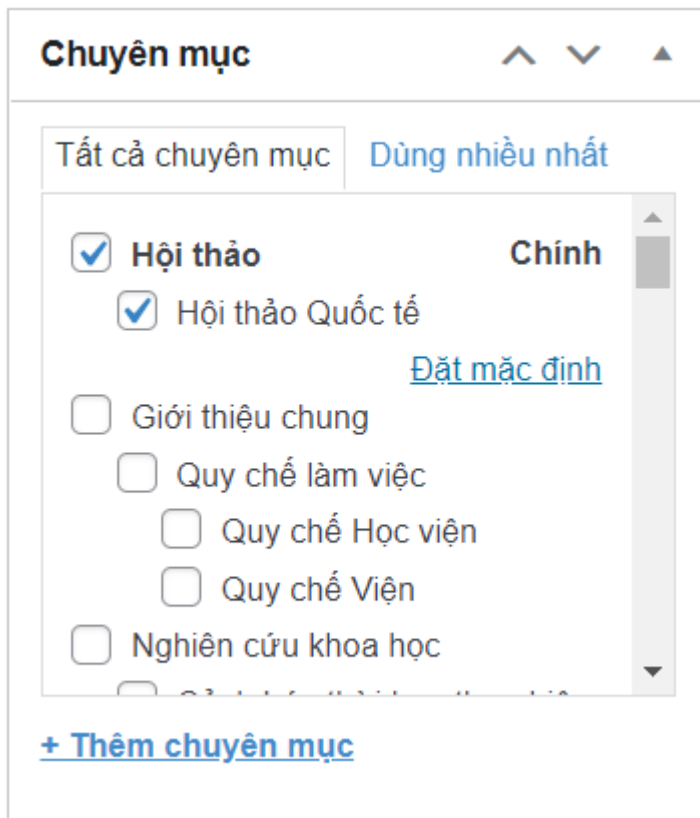 Chuyên mục
Tất cả chuyên mục Dùng nhiều nhất
Hội thảo Chính
Hội thảo Quốc tế
Đặt mặc định
Giới thiệu chung
Quy chế làm việc
Quy chế Học viện
Quy chế Viện
Nghiên cứu khoa học
+ Thêm chuyên mục